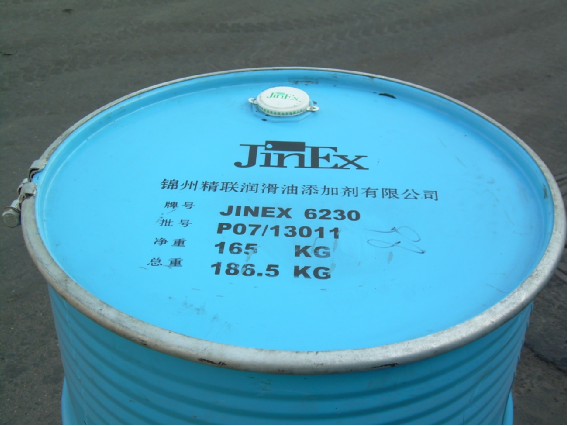 JinEx
JinEx
锦州精联润滑油添加剂有限公司
牌号 JINEX 6230
批号 P07/13011
净重 165 KG
总重 186.5 KG